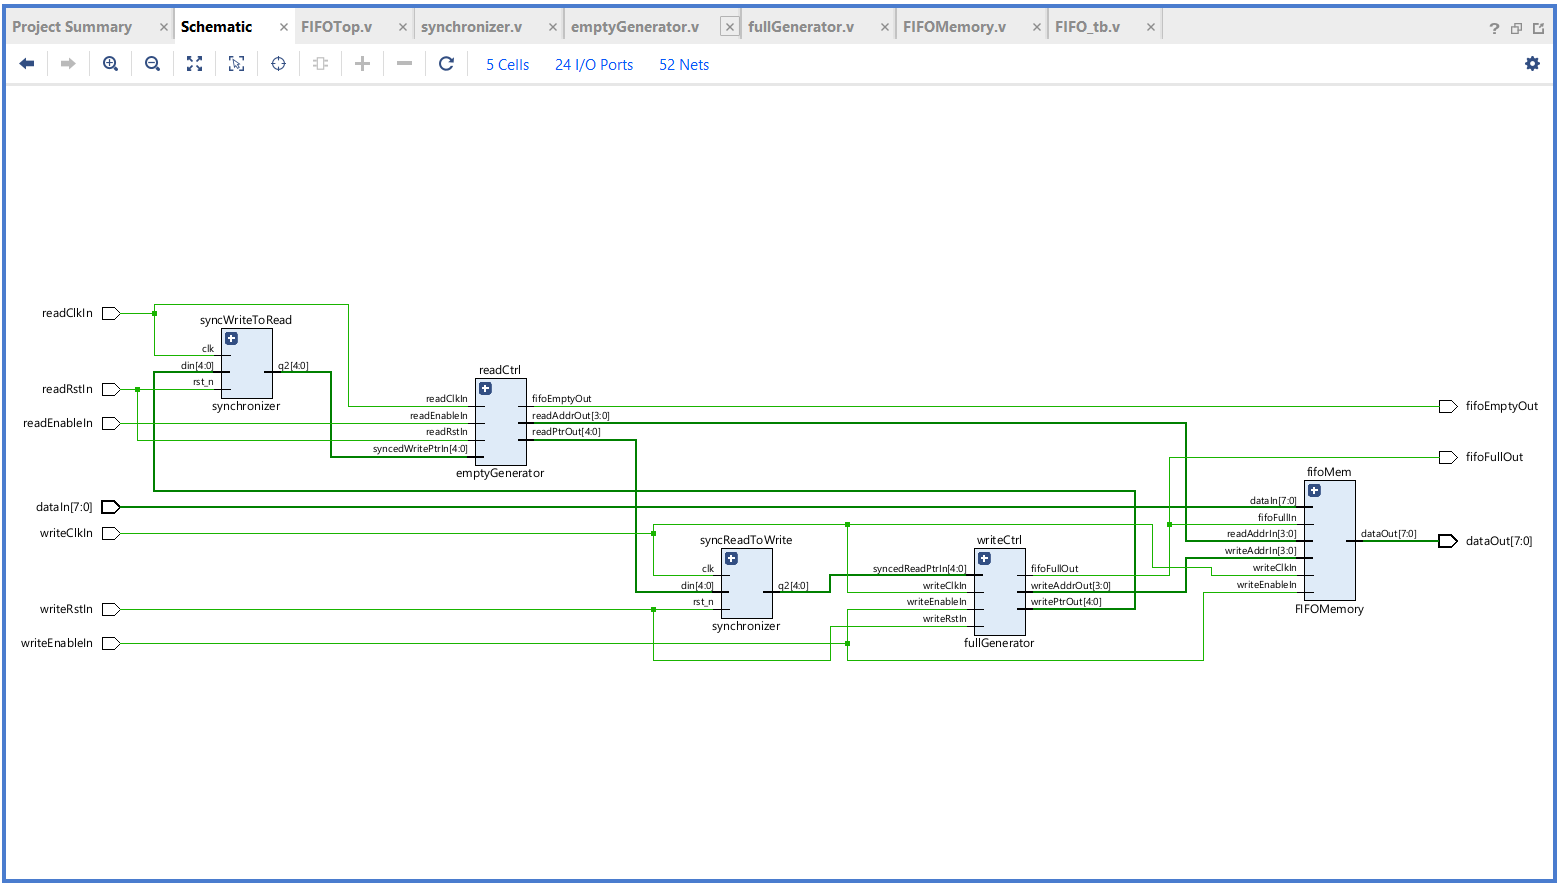 Project Summary × Schematic × FIFOTop.v × synchronizer.v × emptyGenerator.v × fullGenerator.v × FIFOMemory.v × FIFO_tb.v × ?
5 Cells 24 I/O Ports 52 Nets
readClkIn
syncWriteToRead
clk
din[4:0] q2[4:0]
rst_n
synchronizer
readRstIn
readEnableIn
readCtrl
readClkIn fifoEmptyOut
readEnableIn readAddrOut[3:0]
readRstIn readPtrOut[4:0]
syncedWritePtrIn[4:0]
emptyGenerator
fifoEmptyOut
fifoFullOut
dataIn[7:0]
writeClkIn
fifoMem
dataIn[7:0]
fifoFullIn
readAddrIn[3:0] dataOut[7:0]
writeAddrIn[3:0]
writeClkIn
writeEnableIn
FIFOMemory
dataOut[7:0]
syncReadToWrite
clk
din[4:0] q2[4:0]
rst_n
synchronizer
writeCtrl
syncedReadPtrIn[4:0] fifoFullOut
writeClkIn writeAddrOut[3:0]
writeEnableIn writePtrOut[4:0]
writeRstIn
fullGenerator
writeRstIn
writeEnableIn